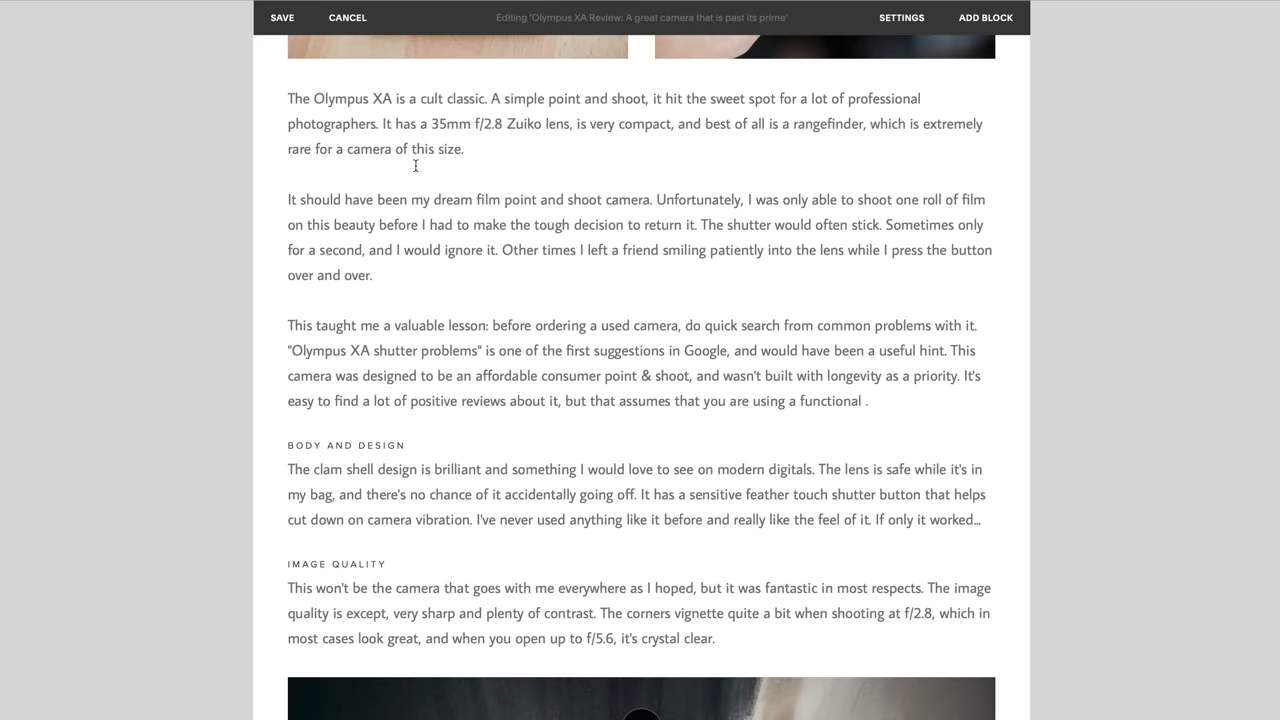 SAVE CANCEL Editing 'Olympus XA Review: A great camera that is past its prime' SETTINGS ADD BLOCK
The Olympus XA is a cult classic. A simple point and shoot, it hit the sweet spot for a lot of professional
photographers. It has a 35mm f/2.8 Zuiko lens, is very compact, and best of all is a rangefinder, which is extremely
rare for a camera of this size.
It should have been my dream film point and shoot camera. Unfortunately, I was only able to shoot one roll of film
on this beauty before I had to make the tough decision to return it. The shutter would often stick. Sometimes only
for a second, and I would ignore it. Other times I left a friend smiling patiently into the lens while I press the button
over and over.
This taught me a valuable lesson: before ordering a used camera, do quick search from common problems with it.
"Olympus XA shutter problems" is one of the first suggestions in Google, and would have been a useful hint. This
camera was designed to be an affordable consumer point & shoot, and wasn't built with longevity as a priority. It's
easy to find a lot of positive reviews about it, but that assumes that you are using a functional .
BODY AND DESIGN
The clam shell design is brilliant and something I would love to see on modern digitals. The lens is safe while it's in
my bag, and there's no chance of it accidentally going off. It has a sensitive feather touch shutter button that helps
cut down on camera vibration. I've never used anything like it before and really like the feel of it. If only it worked...
IMAGE QUALITY
This won't be the camera that goes with me everywhere as I hoped, but it was fantastic in most respects. The image
quality is except, very sharp and plenty of contrast. The corners vignette quite a bit when shooting at f/2.8, which in
most cases look great, and when you open up to f/5.6, it's crystal clear.